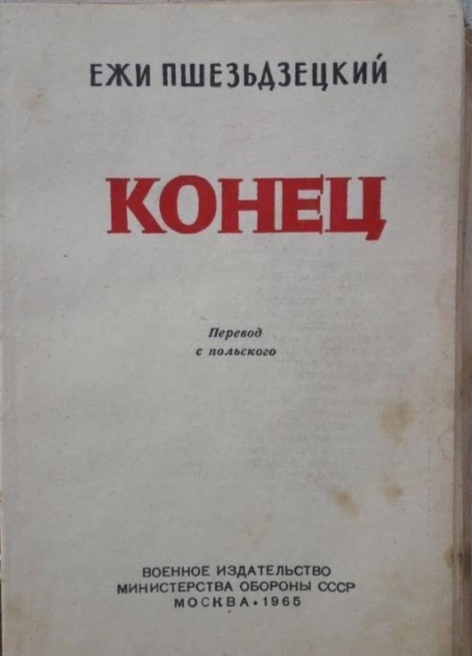 ЕЖИ ПШЕЗЬДЗЕЦКИЙ
КОНЕЦ
Перевод
с польского
ВОЕННОЕ ИЗДАТЕЛЬСТВО
МИНИСТЕРСТВА ОБОРОНЫ СССР
МОСКВА • 1965